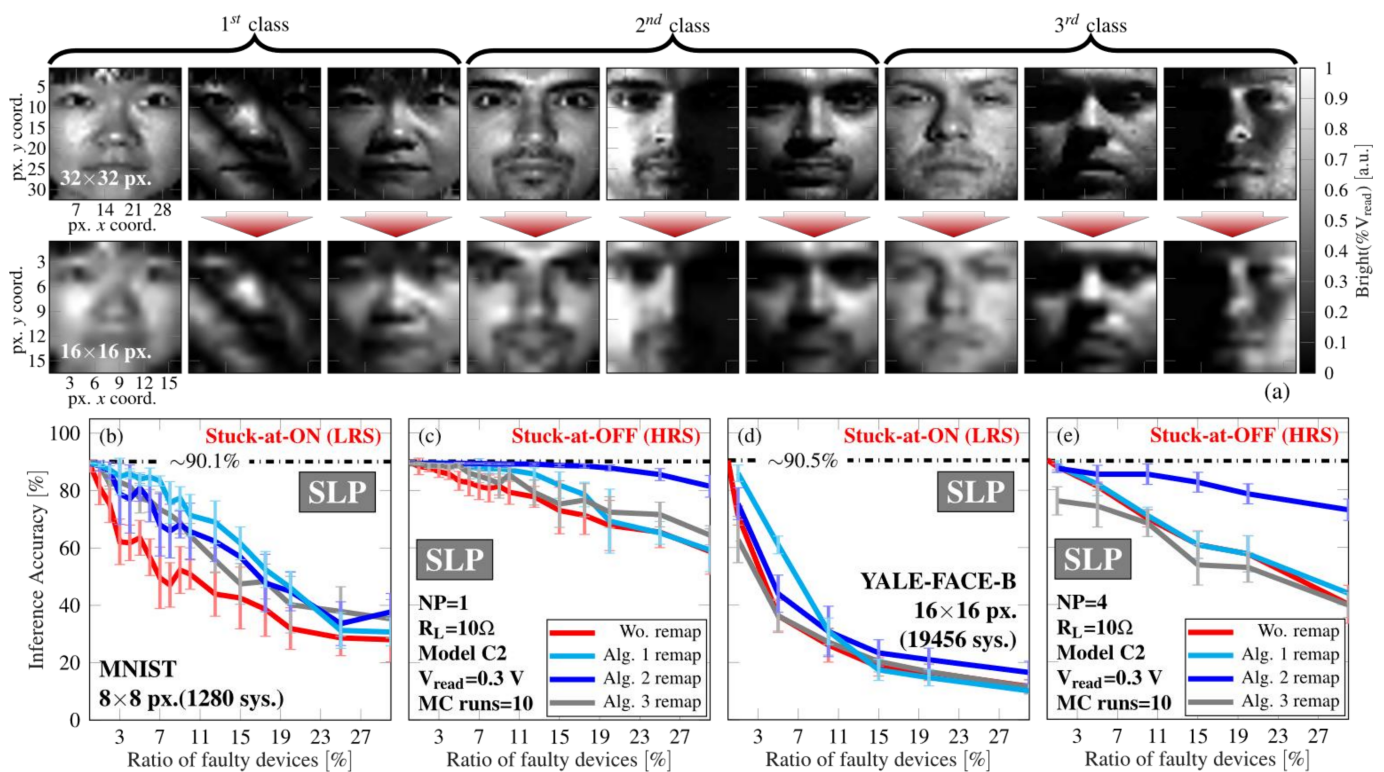 1st class 2nd class 3rd class
px. y coord.
5
10
15
20
25
30
32×32 px.
7 14 21 28
px. x coord.
px. y coord.
3
6
9
12
15
16×16 px.
3 6 9 12 15
px. x coord.
1
0.9
0.8
0.7
0.6
0.5
0.4
0.3
0.2
0.1
0
Bright(%Vread) [a.u.]
(a)
Inference Accuracy [%]
100
80
60
40
20
0
(b) Stuck-at-ON (LRS)
~90.1%
SLP
MNIST
8×8 px.(1280 sys.)
3 7 11 15 19 23 27
Ratio of faulty devices [%]
(c) Stuck-at-OFF (HRS)
SLP
NP=1
RL=10Ω
Model C2
Vread=0.3 V
MC runs=10
Wo. remap
Alg. 1 remap
Alg. 2 remap
Alg. 3 remap
3 7 11 15 19 23 27
Ratio of faulty devices [%]
(d) Stuck-at-ON (LRS)
~90.5%
SLP
YALE-FACE-B
16×16 px.
(19456 sys.)
3 7 11 15 19 23 27
Ratio of faulty devices [%]
(e) Stuck-at-OFF (HRS)
SLP
NP=4
RL=10Ω
Model C2
Vread=0.3 V
MC runs=10
Wo. remap
Alg. 1 remap
Alg. 2 remap
Alg. 3 remap
3 7 11 15 19 23 27
Ratio of faulty devices [%]